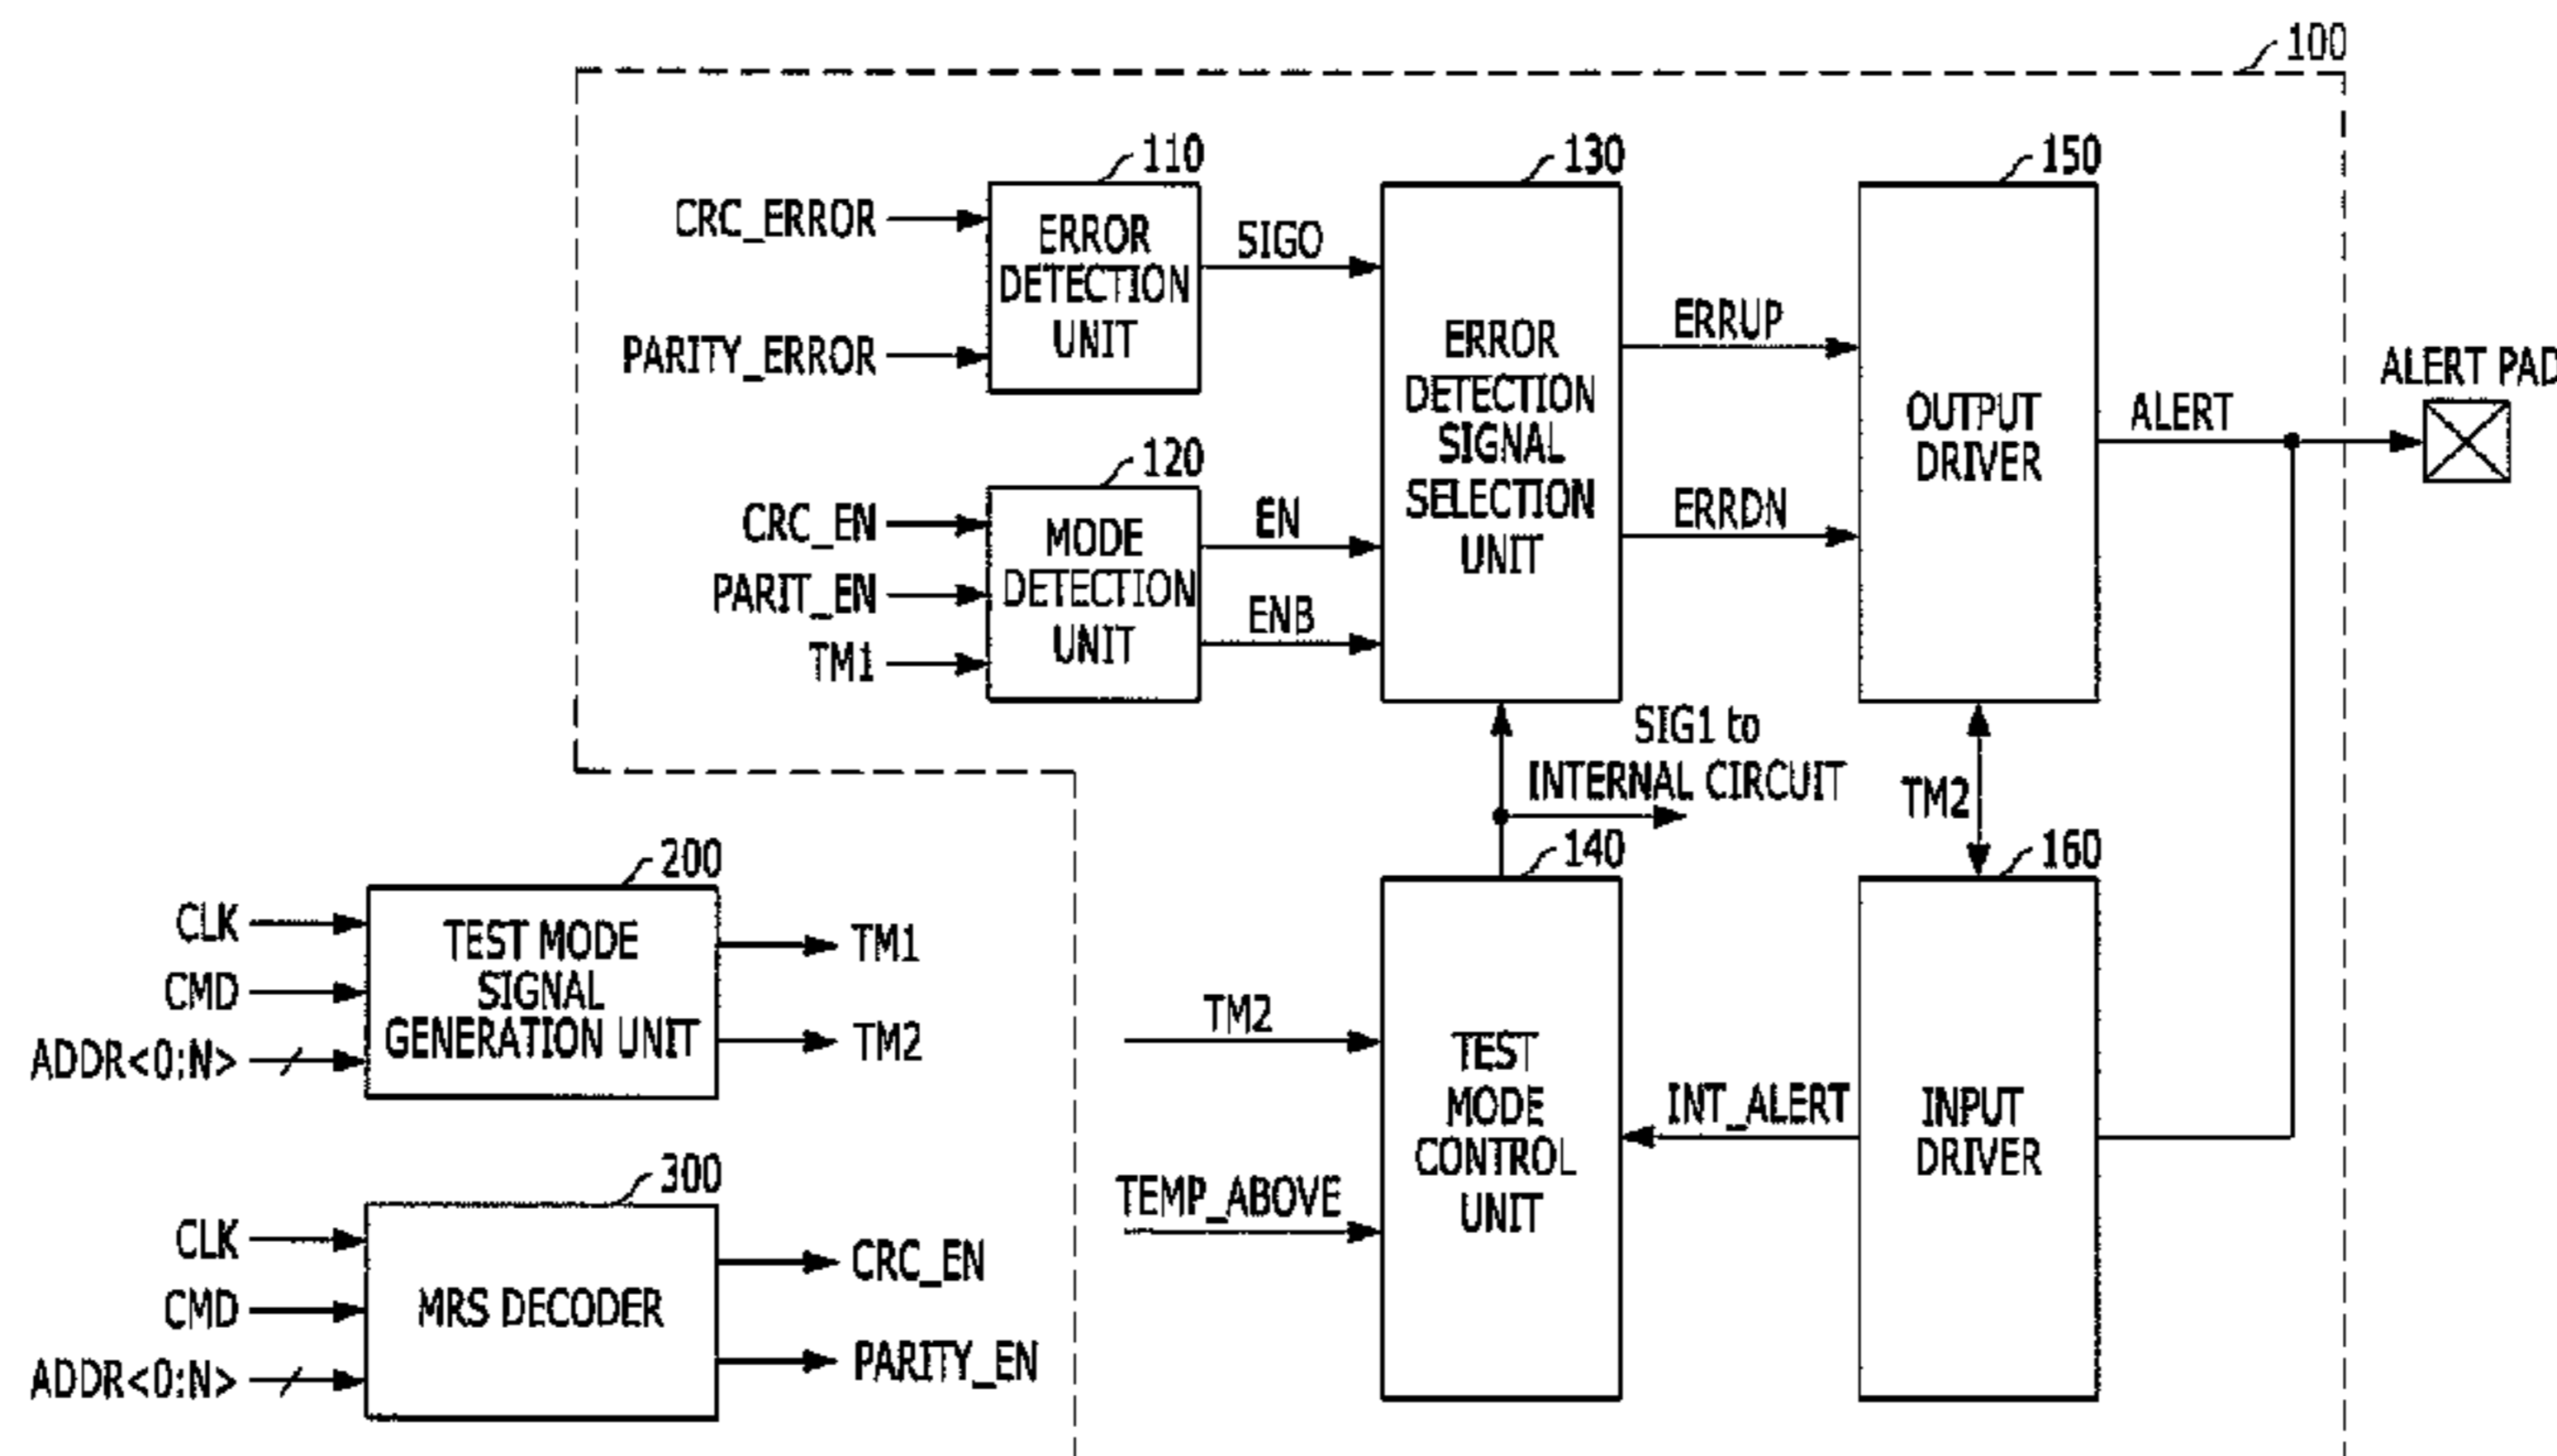 100
110
CRC_ERROR
PARITY_ERROR
ERROR
DETECTION
UNIT
SIGO
120
CRC_EN
PARIT_EN
TM1
MODE
DETECTION
UNIT
EN
ENB
130
ERROR
DETECTION
SIGNAL
SELECTION
UNIT
ERRUP
ERRDN
150
OUTPUT
DRIVER
ALERT
ALERT PAD
SIG1 to
INTERNAL CIRCUIT
TM2
200
CLK
CMD
ADDR<0:N>
TEST MODE
SIGNAL
GENERATION UNIT
TM1
TM2
300
CLK
CMD
ADDR<0:N>
MRS DECODER
CRC_EN
PARITY_EN
140
TM2
TEMP_ABOVE
TEST
MODE
CONTROL
UNIT
INT_ALERT
160
INPUT
DRIVER